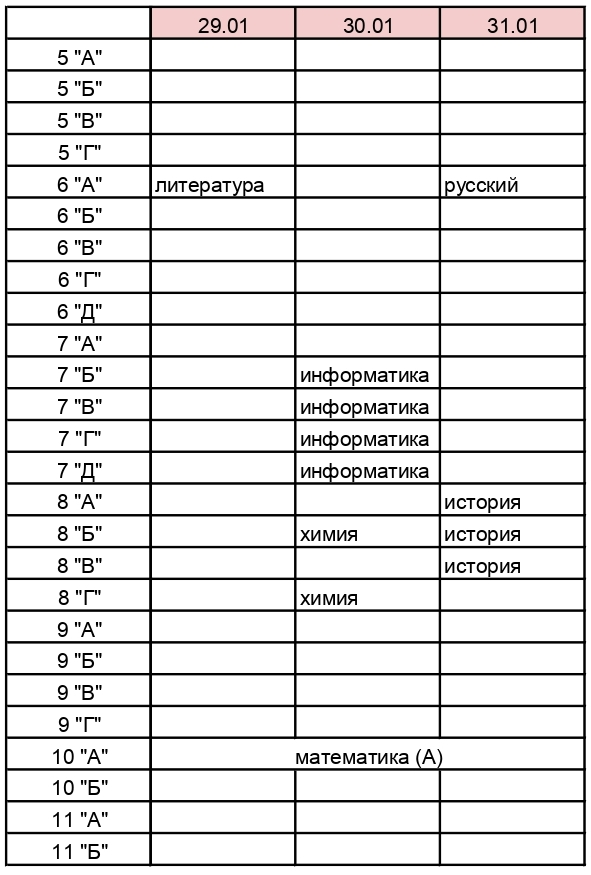 29.01 30.01 31.01
5 "А"
5 "Б"
5 "В"
5 "Г"
6 "А" литература русский
6 "Б"
6 "В"
6 "Г"
6 "Д"
7 "А"
7 "Б" информатика
7 "В" информатика
7 "Г" информатика
7 "Д" информатика
8 "А" история
8 "Б" химия история
8 "В" история
8 "Г" химия
9 "А"
9 "Б"
9 "В"
9 "Г"
10 "А" математика (А)
10 "Б"
11 "А"
11 "Б"